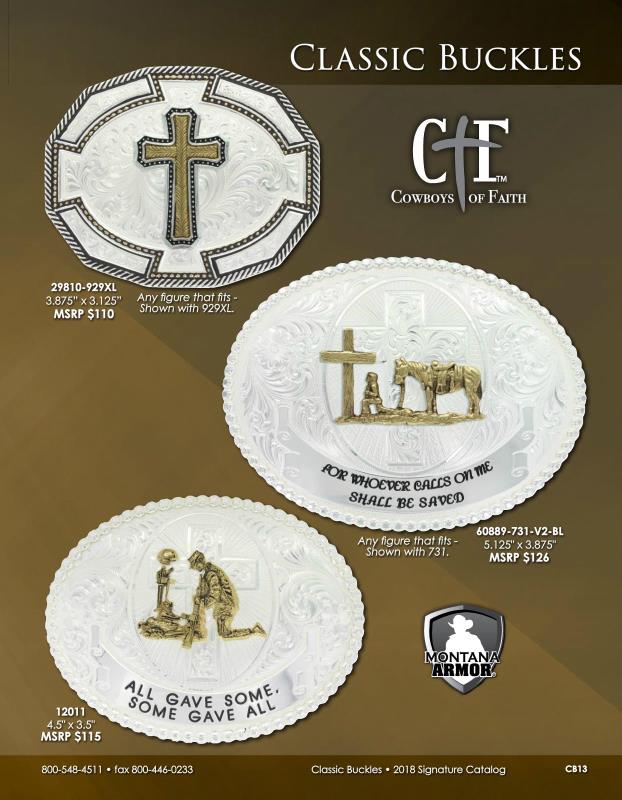 CLASSIC BUCKLES
CTF™
COWBOYS OF FAITH
29810-929XL
3.875" x 3.125"
MSRP $110
Any figure that fits -
Shown with 929XL.
FOR WHOEVER CALLS ON ME
SHALL BE SAVED
Any figure that fits -
Shown with 731.
60889-731-V2-BL
5.125" x 3.875"
MSRP $126
ALL GAVE SOME,
SOME GAVE ALL
12011
4.5" x 3.5"
MSRP $115
MONTANA
ARMOR®
800-548-4511 • fax 800-446-0233
Classic Buckles • 2018 Signature Catalog
CB13